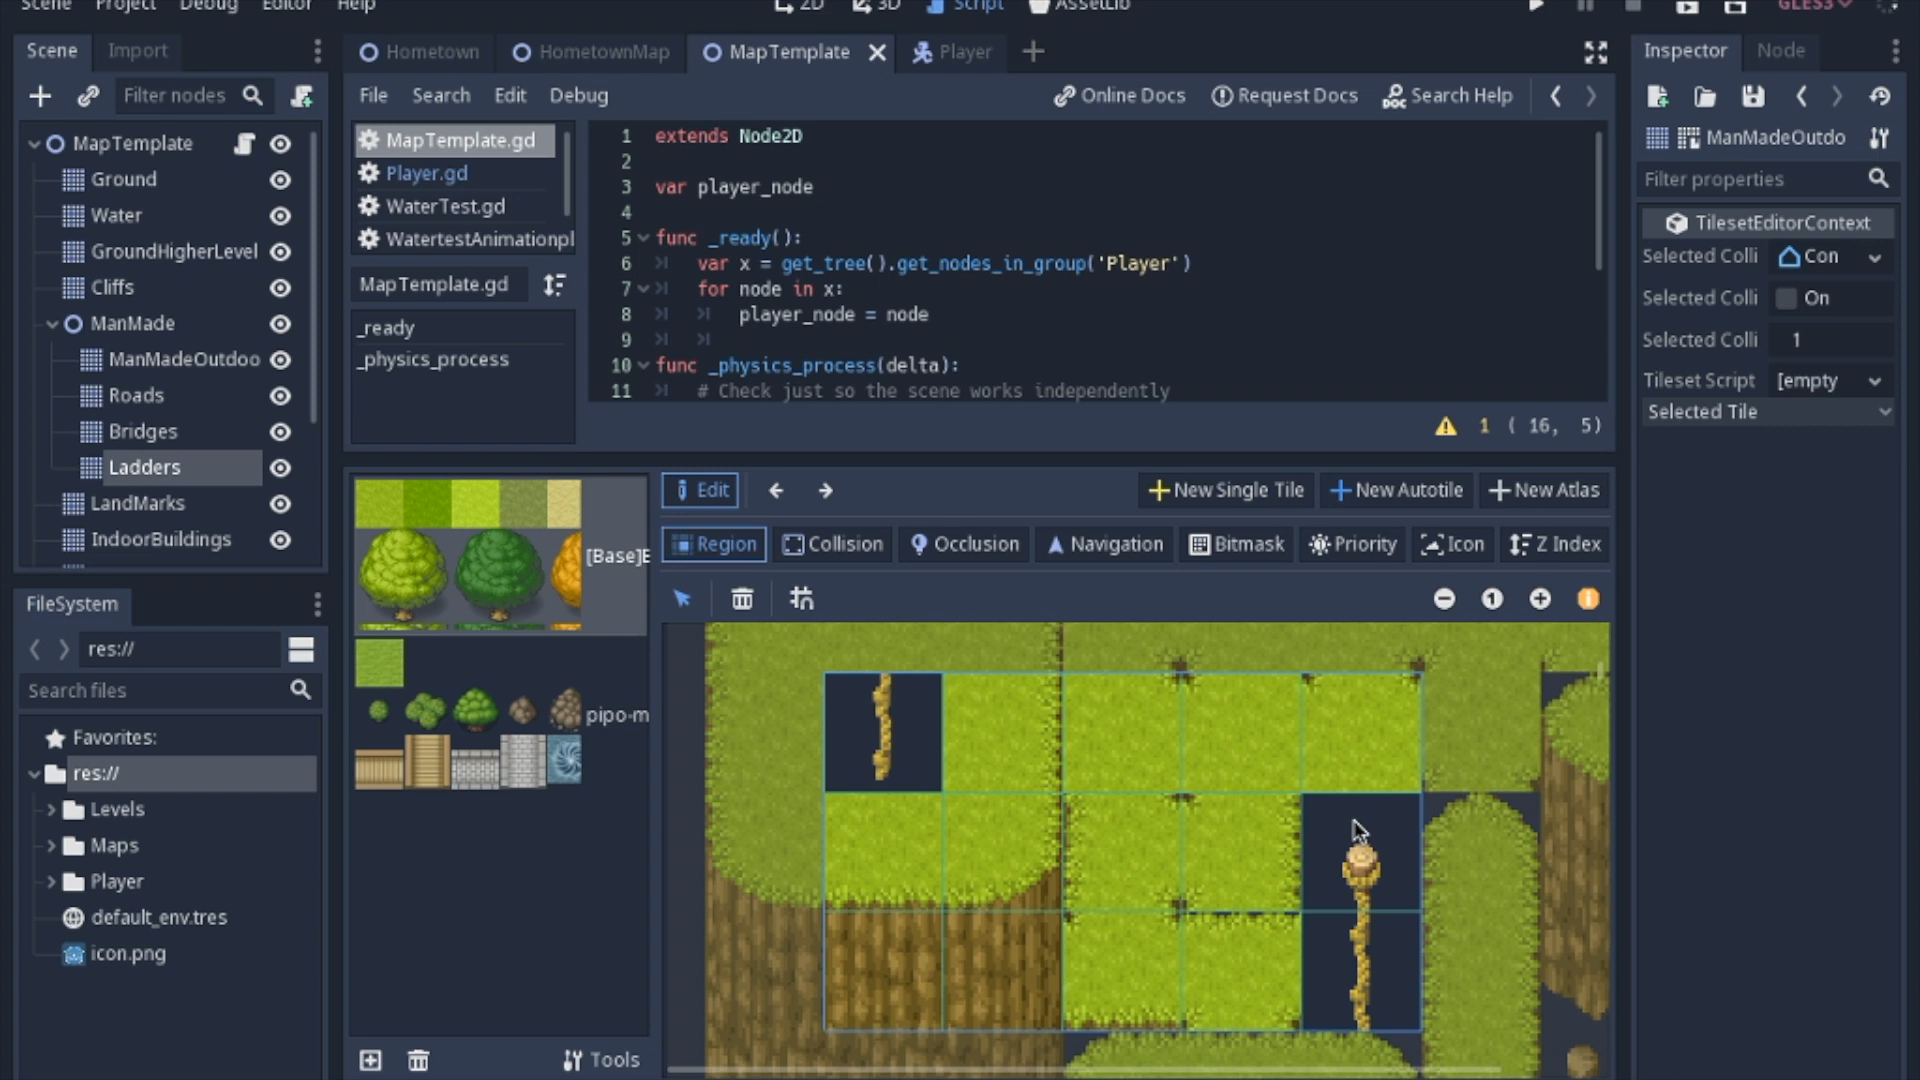 Scene Project Debug Editor Help 2D 3D Script AssetLib GLES3
Scene Import
Hometown HometownMap MapTemplate Player
Inspector Node
Filter nodes
File Search Edit Debug Online Docs Request Docs Search Help
MapTemplate
Ground
Water
GroundHigherLevel
Cliffs
ManMade
ManMadeOutdoo
Roads
Bridges
Ladders
LandMarks
IndoorBuildings
MapTemplate.gd
Player.gd
WaterTest.gd
WatertestAnimationpl
MapTemplate.gd
_ready
_physics_process
1 extends Node2D
2
3 var player_node
4
5 func _ready():
6 var x = get_tree().get_nodes_in_group('Player')
7 for node in x:
8 player_node = node
9
10 func _physics_process(delta):
11 # Check just so the scene works independently
1 ( 16, 5)
ManMadeOutdo
Filter properties
TilesetEditorContext
Selected Colli Con
Selected Colli On
Selected Colli 1
Tileset Script [empty
Selected Tile
FileSystem
res://
Search files
Favorites:
res://
Levels
Maps
Player
default_env.tres
icon.png
[Base]B
pipo-m
Tools
Edit New Single Tile New Autotile New Atlas
Region Collision Occlusion Navigation Bitmask Priority Icon Z Index